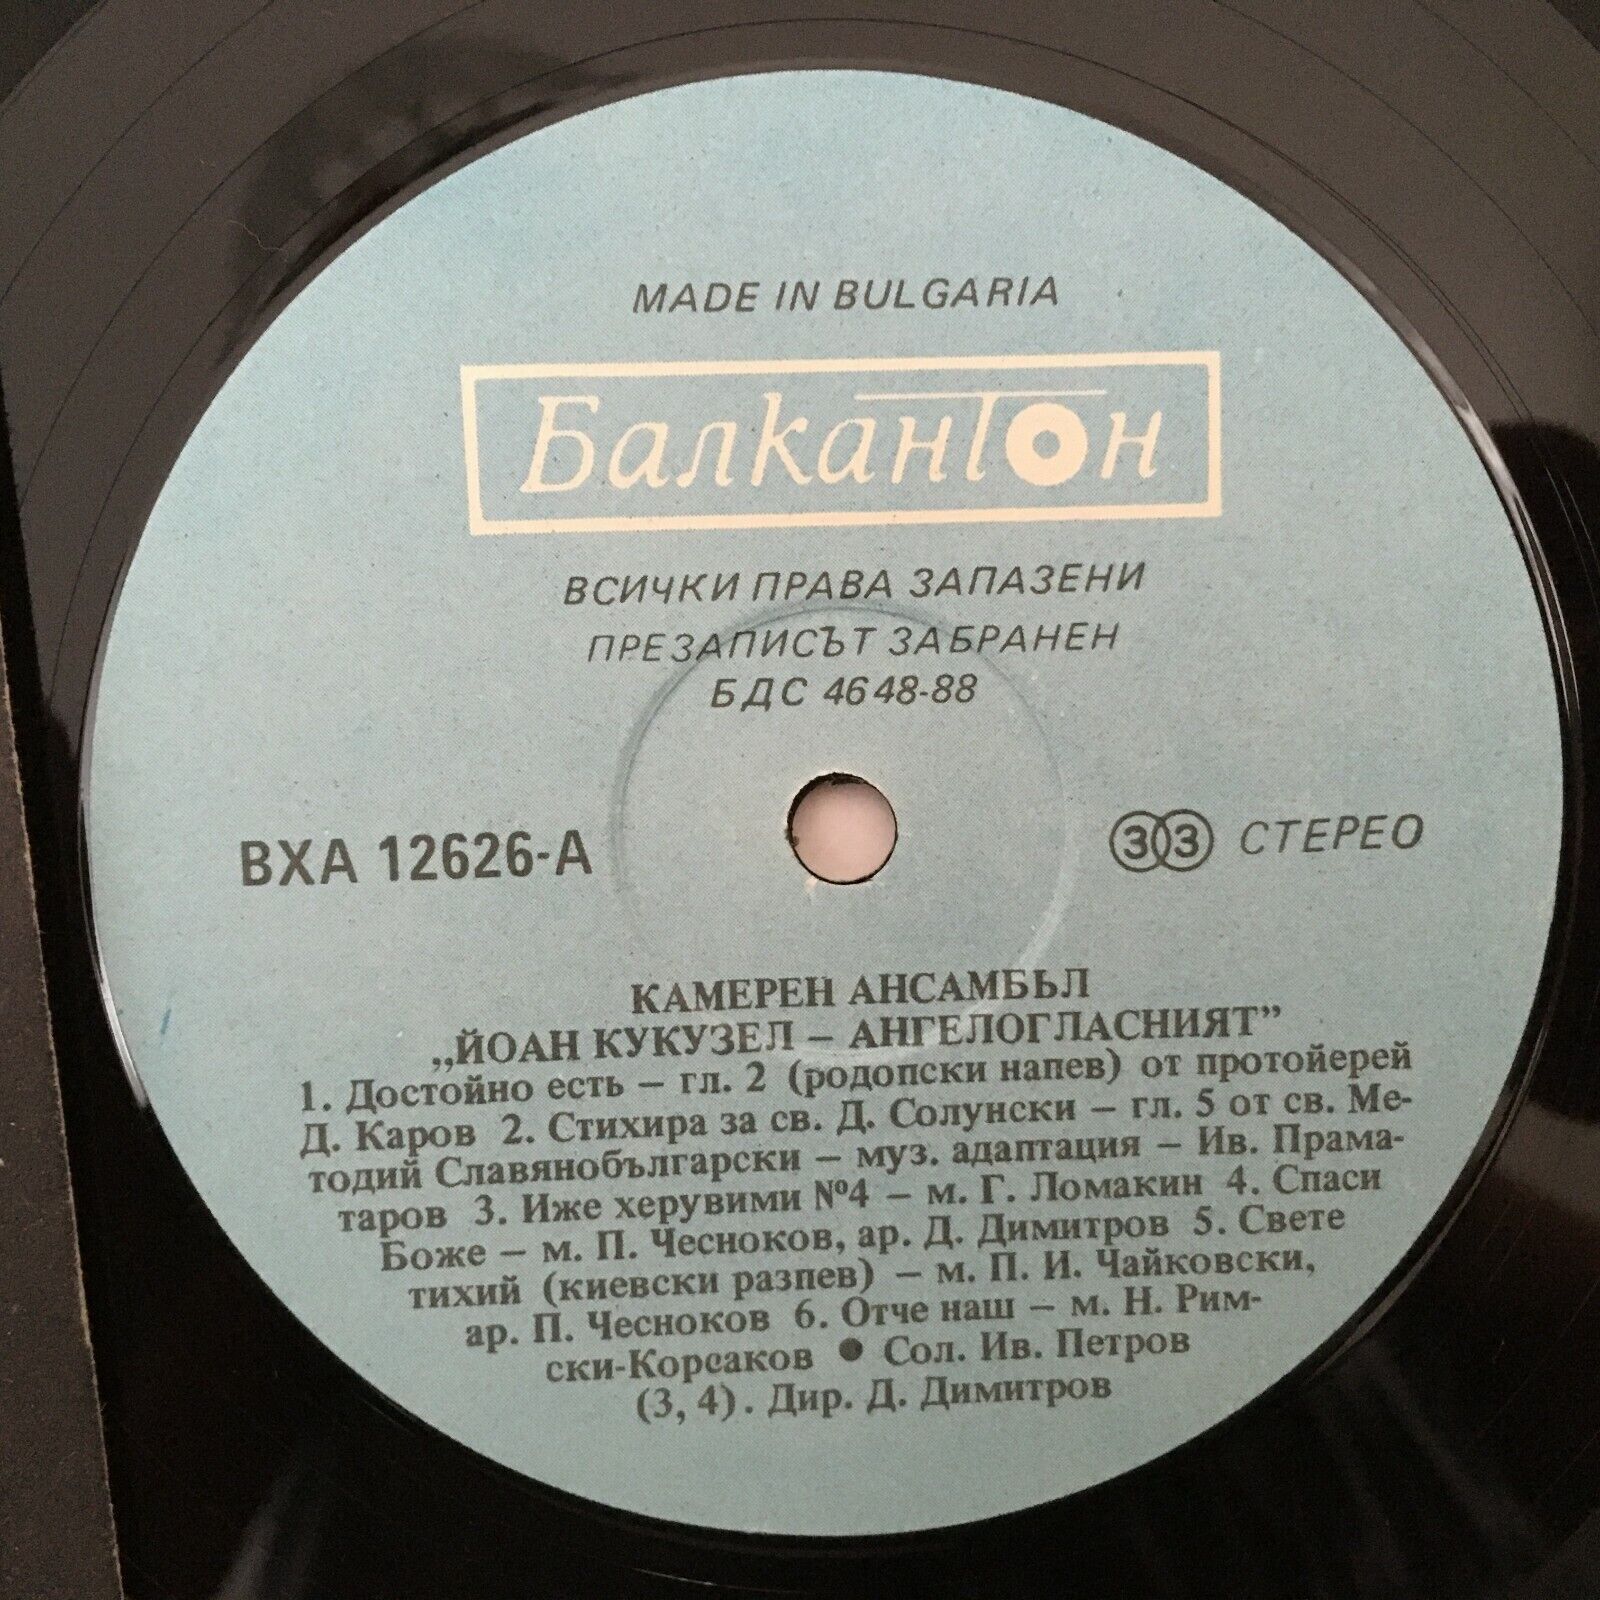 MADE IN BULGARIA
Балкантон
ВСИЧКИ ПРАВА ЗАПАЗЕНИ
ПРЕЗАПИСЪТ ЗАБРАНЕН
БДС 4648-88
ВХА 12626-А
33 СТЕРЕО
КАМЕРЕН АНСАМБЬЛ
„ЙОАН КУКУЗЕЛ – АНГЕЛОГЛАСНИЯТ”
1. Достойно есть – гл. 2 (родопски напев) от протойерей
Д. Каров 2. Стихира за св. Д. Солунски – гл. 5 от св. Ме-
тодий Славянобългарски – муз. адаптация – Ив. Прама-
таров 3. Иже херувими №4 – м. Г. Ломакин 4. Спаси
Боже – м. П. Чесноков, ар. Д. Димитров 5. Свете
тихий (киевски разпев) – м. П. И. Чайковски,
ар. П. Чесноков 6. Отче наш – м. Н. Рим-
ски-Корсаков ● Сол. Ив. Петров
(3, 4). Дир. Д. Димитров